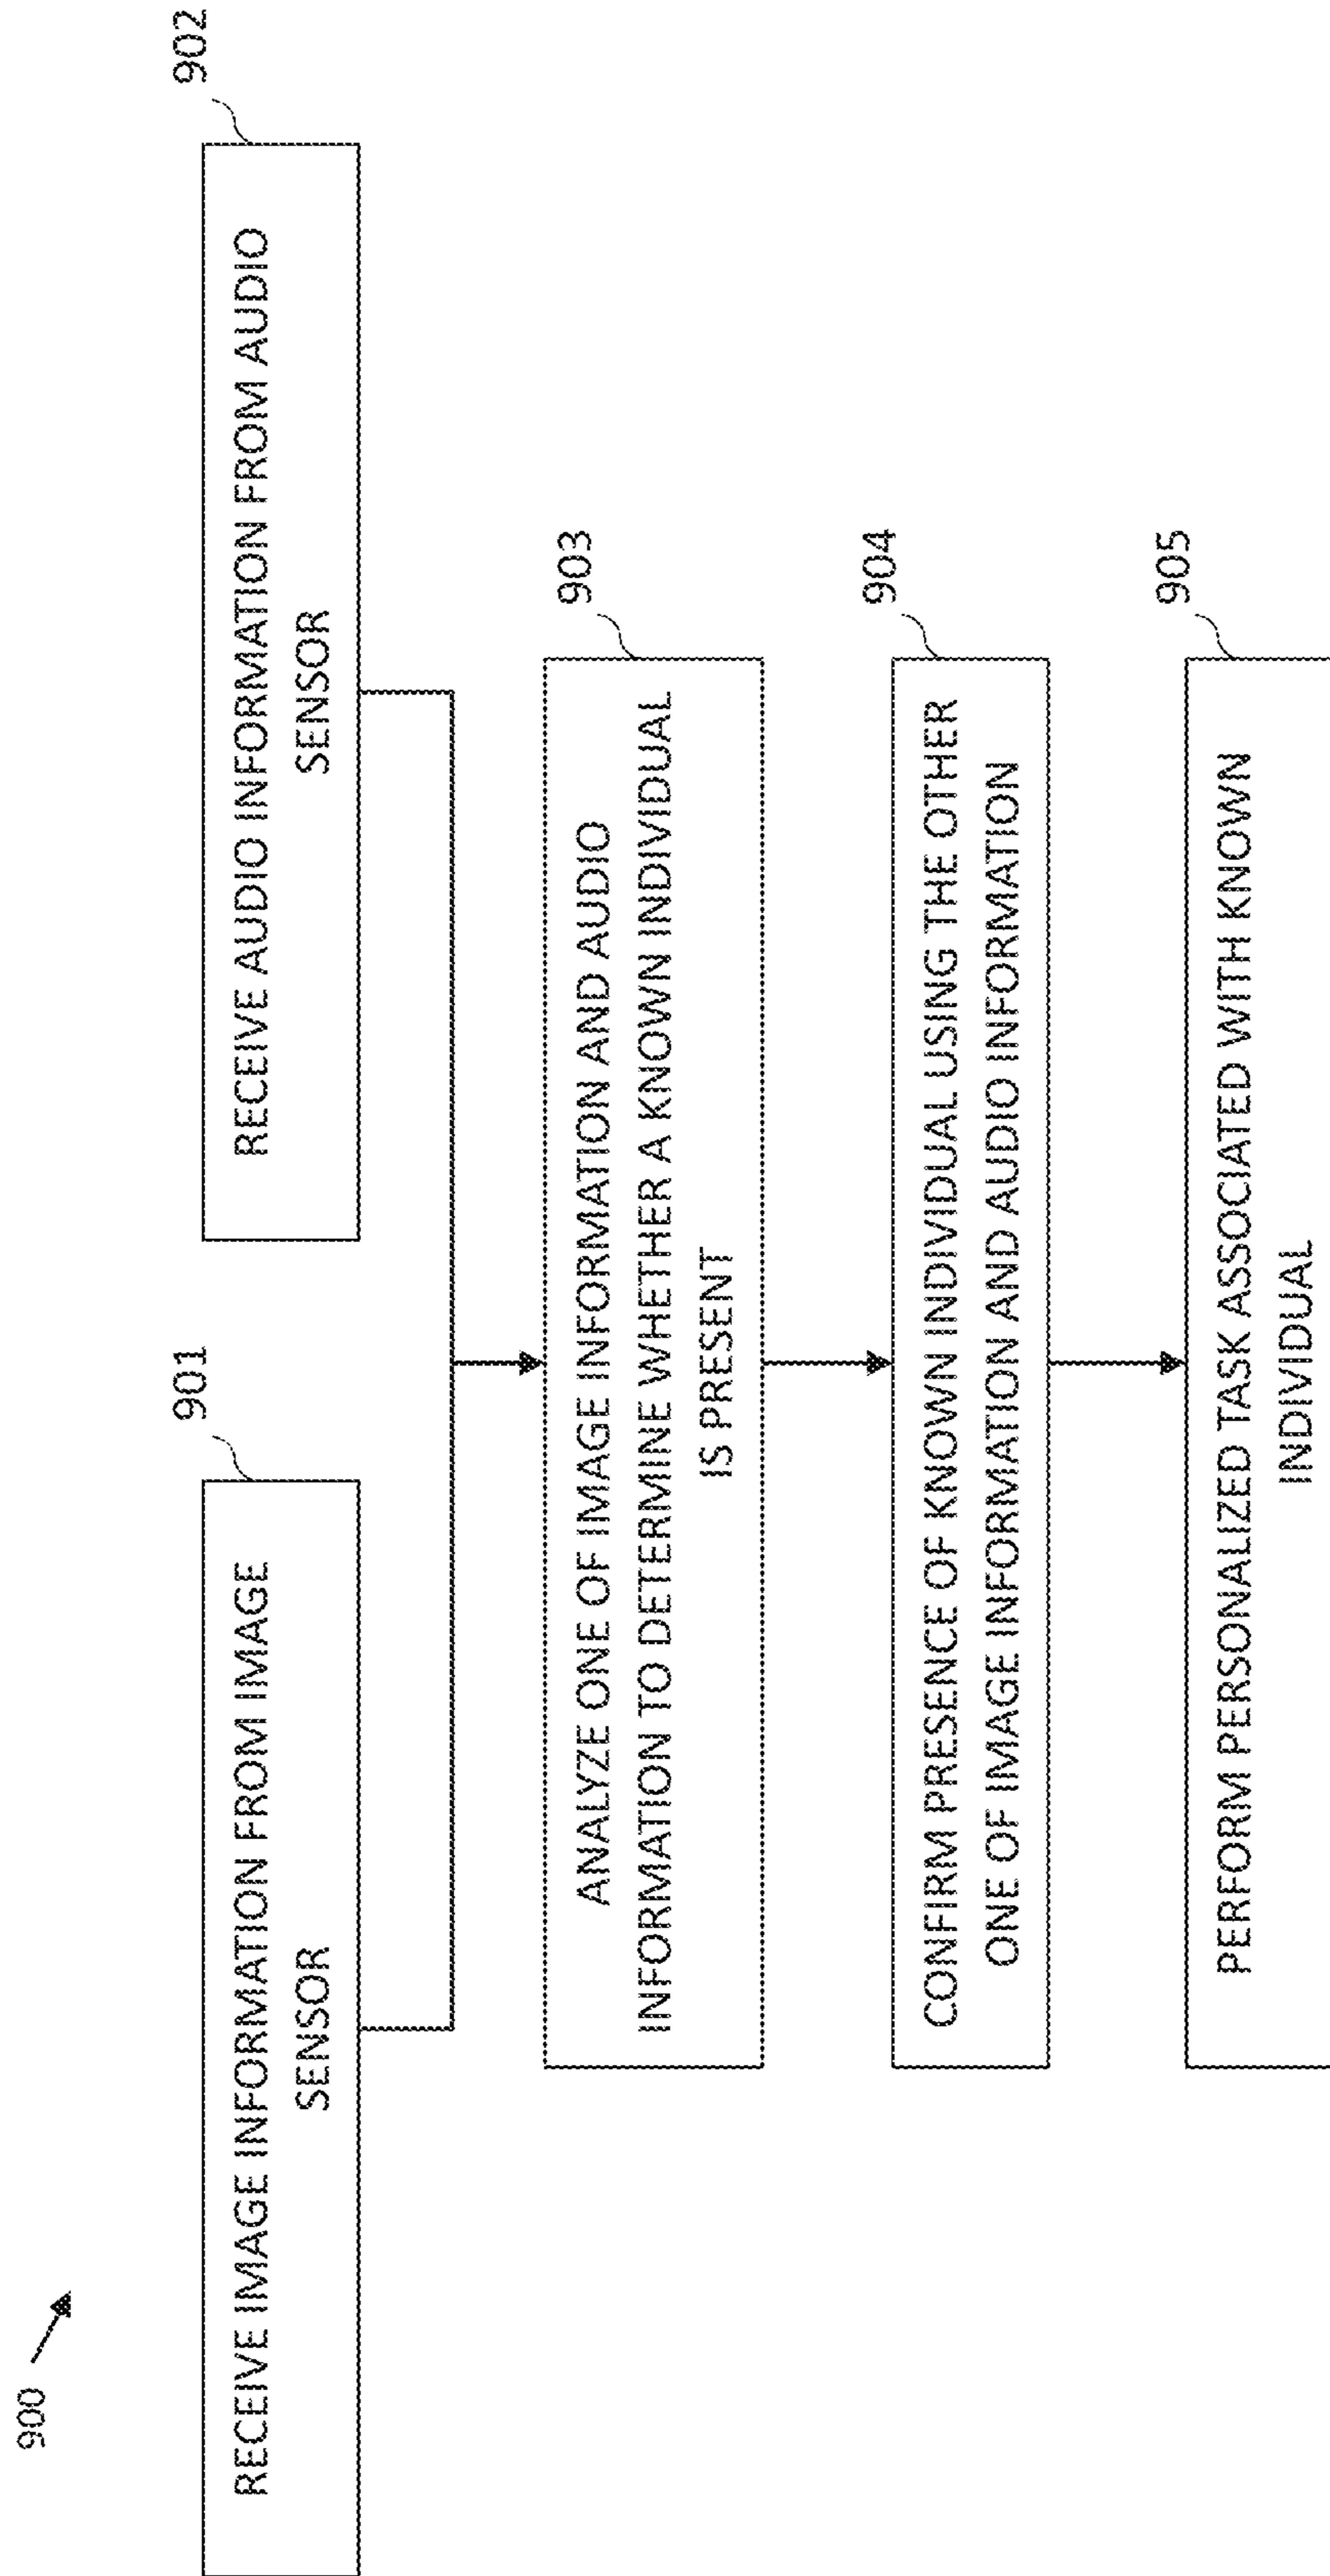 900
901
RECEIVE IMAGE INFORMATION FROM IMAGE
SENSOR
902
RECEIVE AUDIO INFORMATION FROM AUDIO
SENSOR
903
ANALYZE ONE OF IMAGE INFORMATION AND AUDIO
INFORMATION TO DETERMINE WHETHER A KNOWN INDIVIDUAL
IS PRESENT
904
CONFIRM PRESENCE OF KNOWN INDIVIDUAL USING THE OTHER
ONE OF IMAGE INFORMATION AND AUDIO INFORMATION
905
PERFORM PERSONALIZED TASK ASSOCIATED WITH KNOWN
INDIVIDUAL